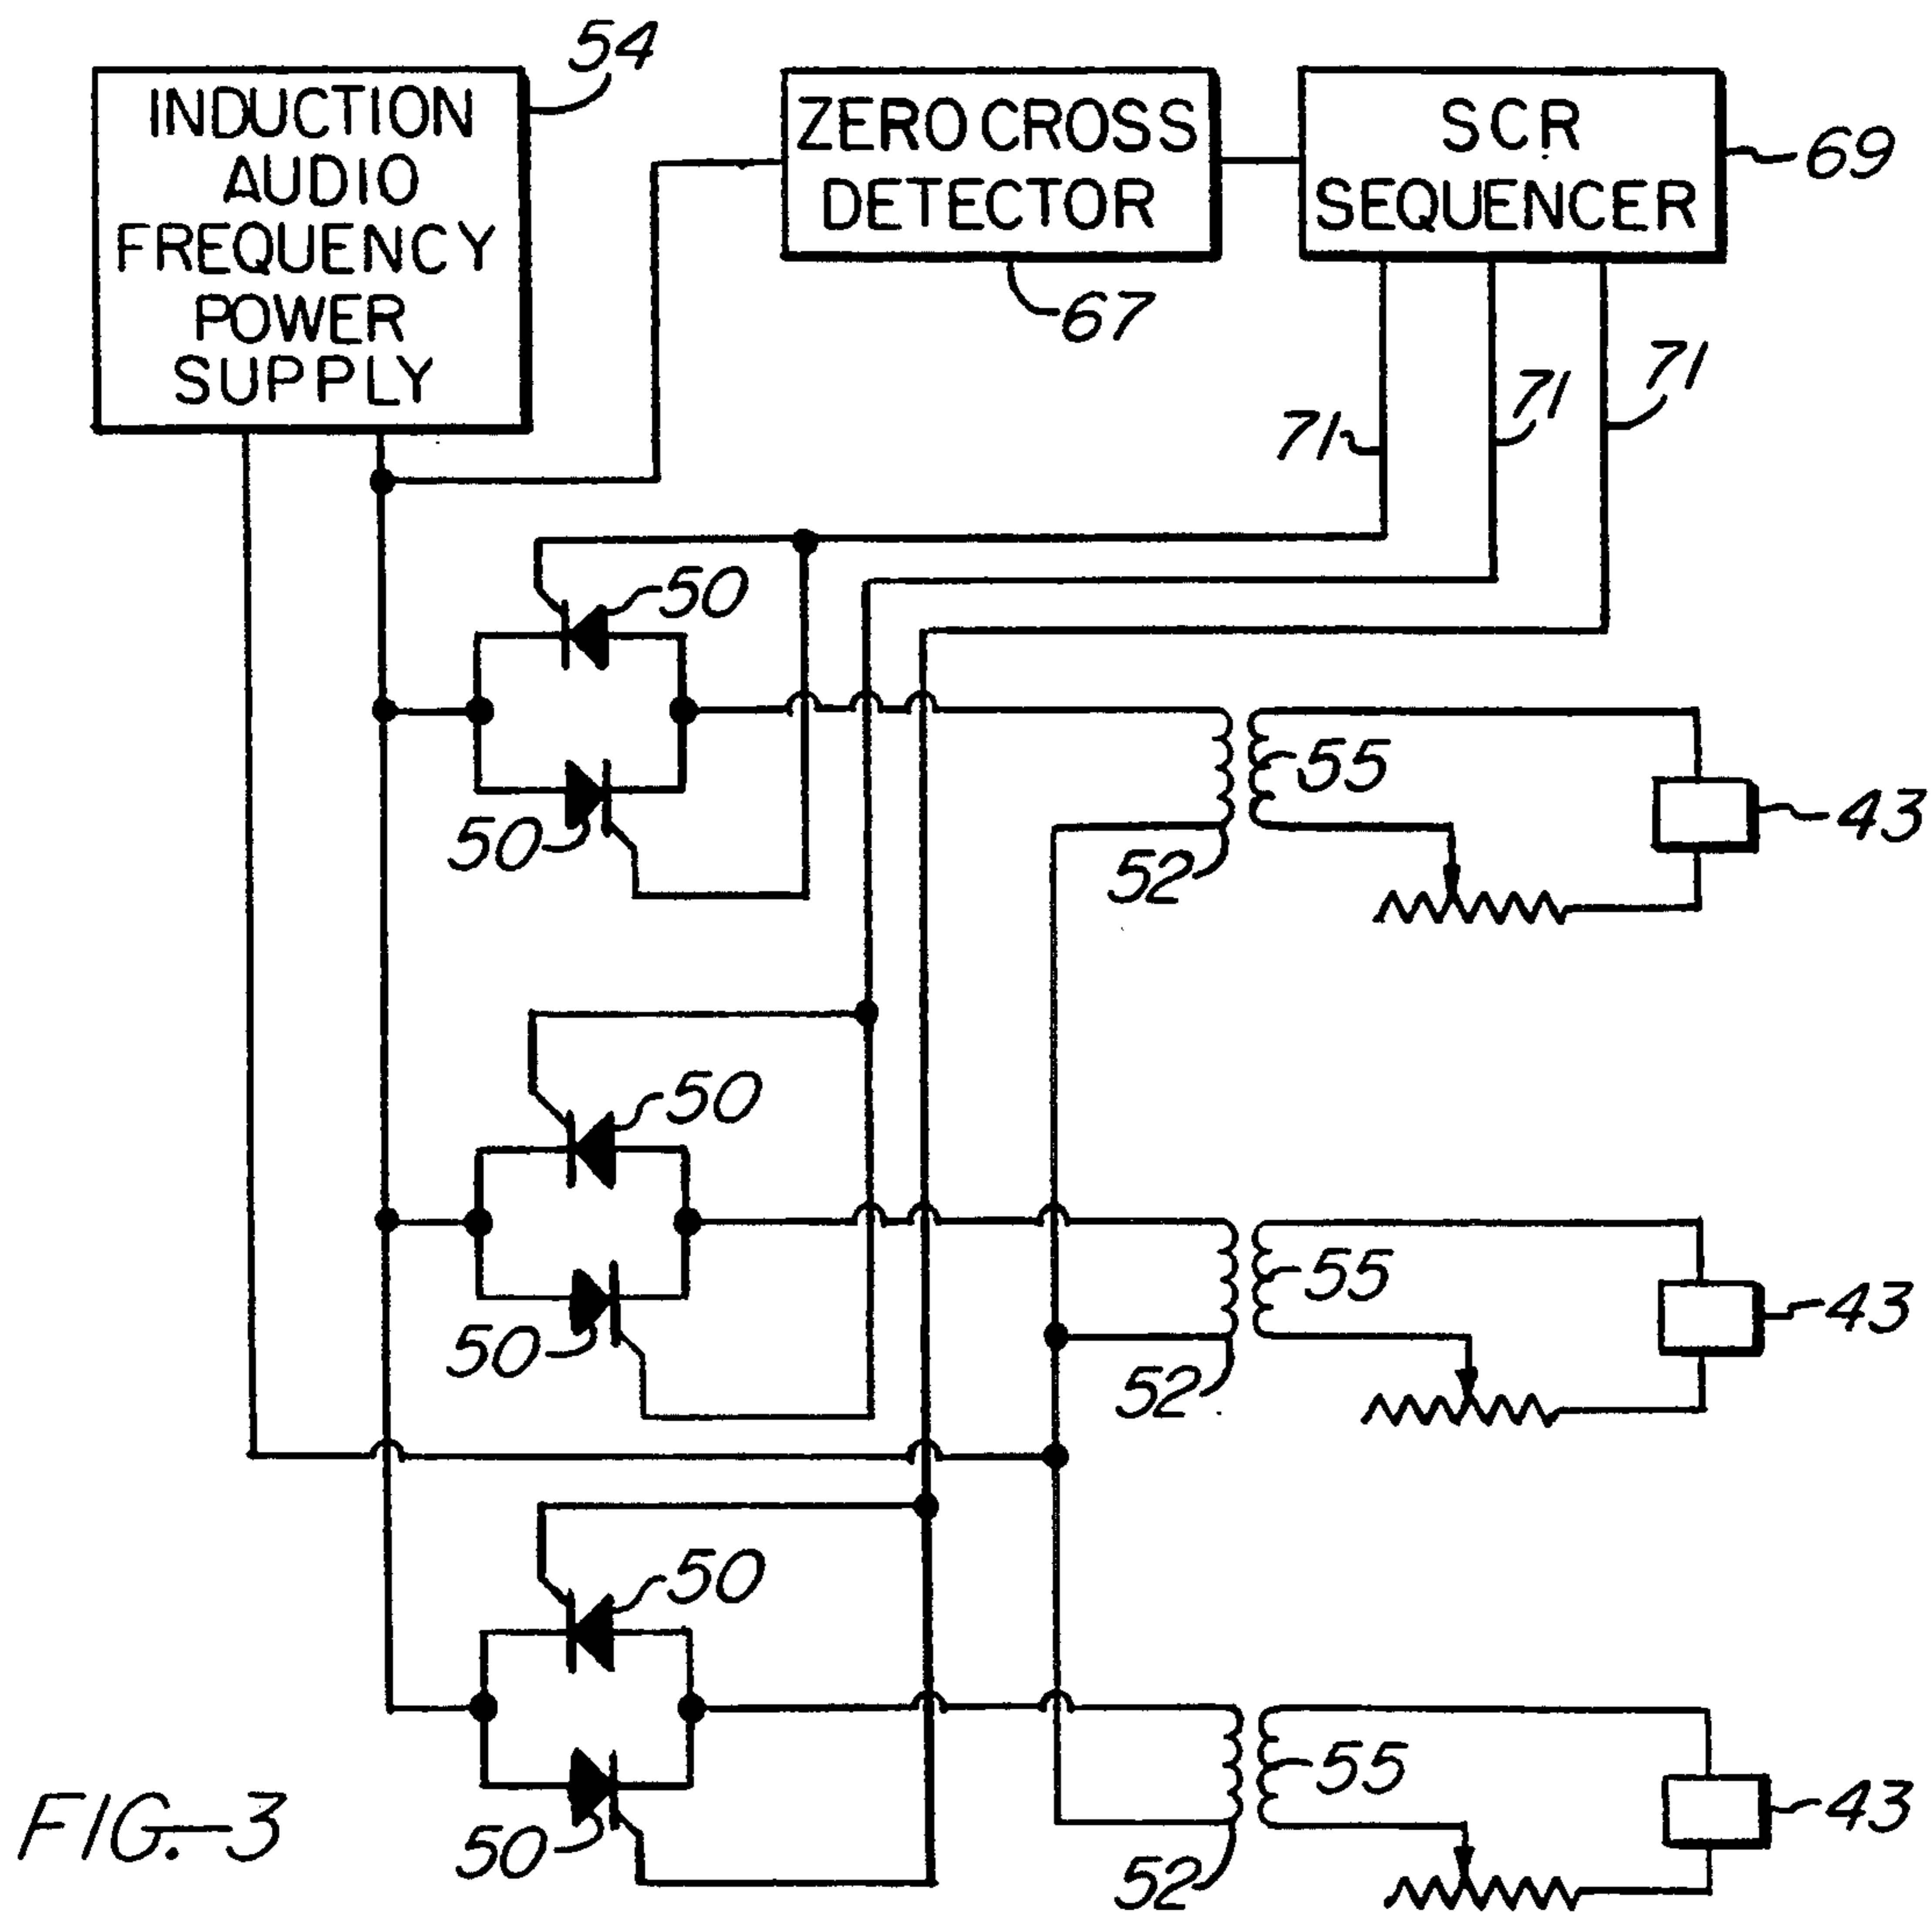 54
INDUCTION
AUDIO
FREQUENCY
POWER
SUPPLY
ZERO CROSS
DETECTOR
67
SCR
SEQUENCER
69
71
71
71
50
50
55
52
43
50
50
55
52
43
50
50
55
52
43
FIG.-3